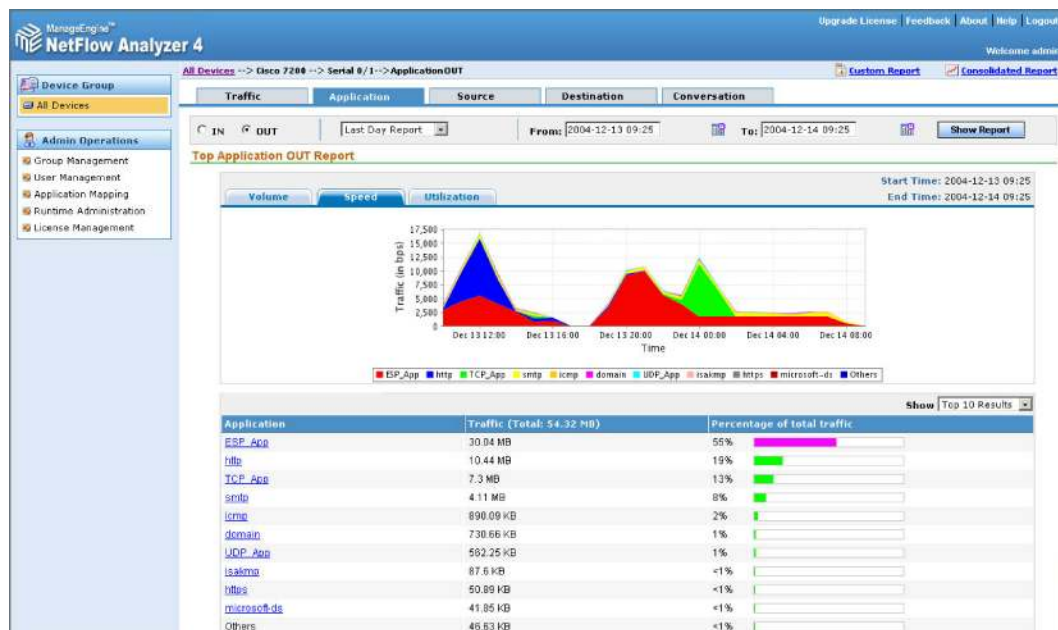 Upgrade License | Feedback | About | Help | Logout
ManageEngine™
NetFlow Analyzer 4
Welcome admin
All Devices --> Cisco 7200 --> Serial 0/1-->ApplicationOUT
Custom Report
Consolidated Report
Device Group
All Devices
Admin Operations
Group Management
User Management
Application Mapping
Runtime Administration
License Management
Traffic Application Source Destination Conversation
IN OUT Last Day Report From: 2004-12-13 09:25 To: 2004-12-14 09:25 Show Report
Top Application OUT Report
Start Time: 2004-12-13 09:25
End Time: 2004-12-14 09:25
Volume Speed Utilization
17,500
15,000
12,500
10,000
7,500
5,000
2,500
0
Traffic (in bps)
Dec 13 12:00 Dec 13 16:00 Dec 13 20:00 Dec 14 00:00 Dec 14 04:00 Dec 14 08:00
Time
ESP_App http TCP_App smtp icmp domain UDP_App isakmp https microsoft-ds Others
Show Top 10 Results
Application Traffic (Total: 54.32 MB) Percentage of total traffic
ESP_App 30.04 MB 55%
http 10.44 MB 19%
TCP_App 7.3 MB 13%
smtp 4.11 MB 8%
icmp 890.09 KB 2%
domain 730.66 KB 1%
UDP_App 562.25 KB 1%
isakmp 87.6 KB <1%
https 50.89 KB <1%
microsoft-ds 41.85 KB <1%
Others 46.63 KB <1%